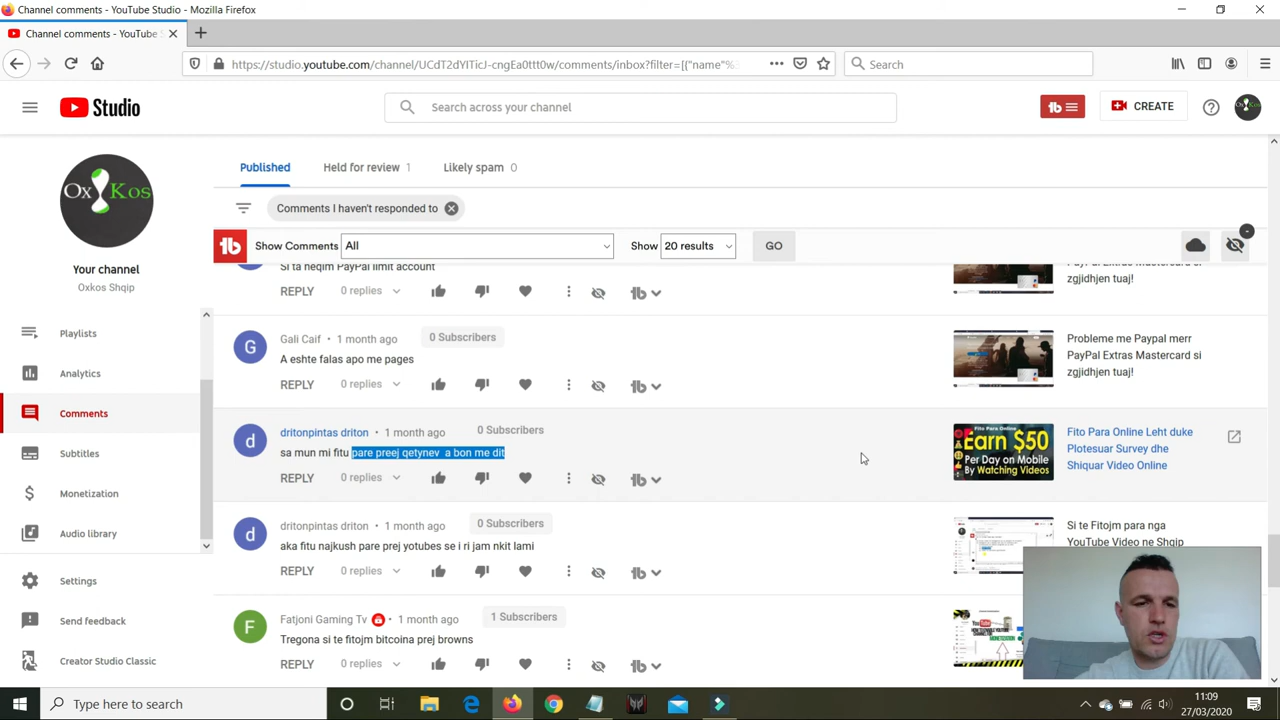 Channel comments - YouTube Studio - Mozilla Firefox
Channel comments - YouTube S
https://studio.youtube.com/channel/UCdT2dYITicJ-cngEa0ttt0w/comments/inbox?filter=[{"name"%
Search
Studio
Search across your channel
CREATE
Ox Kos
Your channel
Oxkos Shqip
Playlists
Analytics
Comments
Subtitles
Monetization
Audio library
Settings
Send feedback
Creator Studio Classic
Published
Held for review 1
Likely spam 0
Comments I haven't responded to
Show Comments All Show 20 results GO
Si ta heqim PayPal limit account
REPLY 0 replies
PayPal Extras Mastercard si
zgjidhjen tuaj!
Gali Caif • 1 month ago 0 Subscribers
A eshte falas apo me pages
REPLY 0 replies
Probleme me Paypal merr
PayPal Extras Mastercard si
zgjidhjen tuaj!
dritonpintas driton • 1 month ago 0 Subscribers
sa mun mi fitu pare preej qetynev a bon me dit
REPLY 0 replies
Fito Para Online
Earn $50
Per Day on Mobile
By Watching Videos
Fito Para Online Leht duke
Plotesuar Survey dhe
Shiquar Video Online
dritonpintas driton • 1 month ago 0 Subscribers
aka fitu najkush pare prej yotubes se i ri jam nkit lami
REPLY 0 replies
Si te Fitojm para nga
YouTube Video ne Shqip
Fatjoni Gaming Tv • 1 month ago 1 Subscribers
Tregona si te fitojm bitcoina prej browns
REPLY 0 replies
Type here to search
11:09
27/03/2020